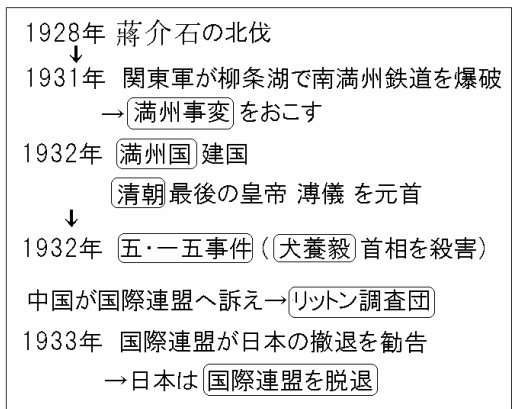 1928年 蔣介石の北伐
↓
1931年 関東軍が柳条湖で南満州鉄道を爆破
→満州事変をおこす
1932年 満州国建国
清朝最後の皇帝 溥儀 を元首
↓
1932年 五・一五事件(犬養毅首相を殺害)
中国が国際連盟へ訴え→リットン調査団
1933年 国際連盟が日本の撤退を勧告
→日本は国際連盟を脱退